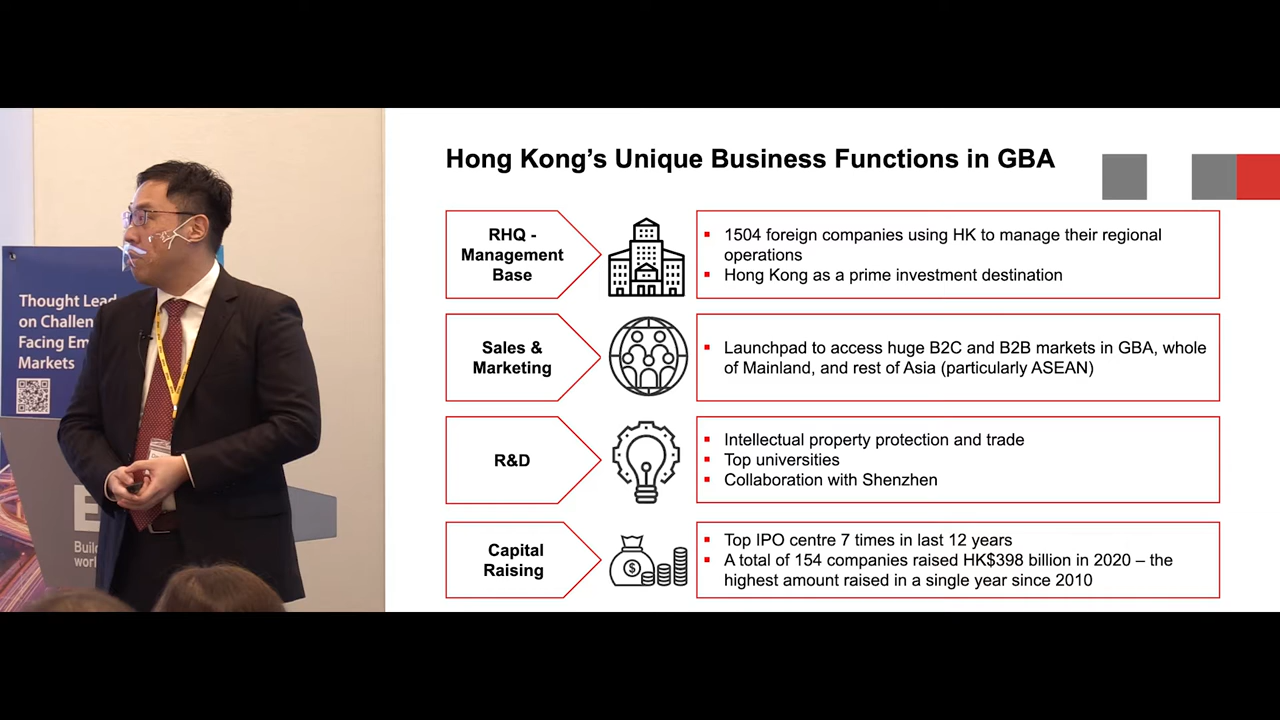 Thought Lead
on Challen
Facing Em
Markets
E
Build
work
Hong Kong's Unique Business Functions in GBA
RHQ -
Management
Base
1504 foreign companies using HK to manage their regional
operations
Hong Kong as a prime investment destination
Sales &
Marketing
Launchpad to access huge B2C and B2B markets in GBA, whole
of Mainland, and rest of Asia (particularly ASEAN)
R&D
Intellectual property protection and trade
Top universities
Collaboration with Shenzhen
Capital
Raising
Top IPO centre 7 times in last 12 years
A total of 154 companies raised HK$398 billion in 2020 – the
highest amount raised in a single year since 2010